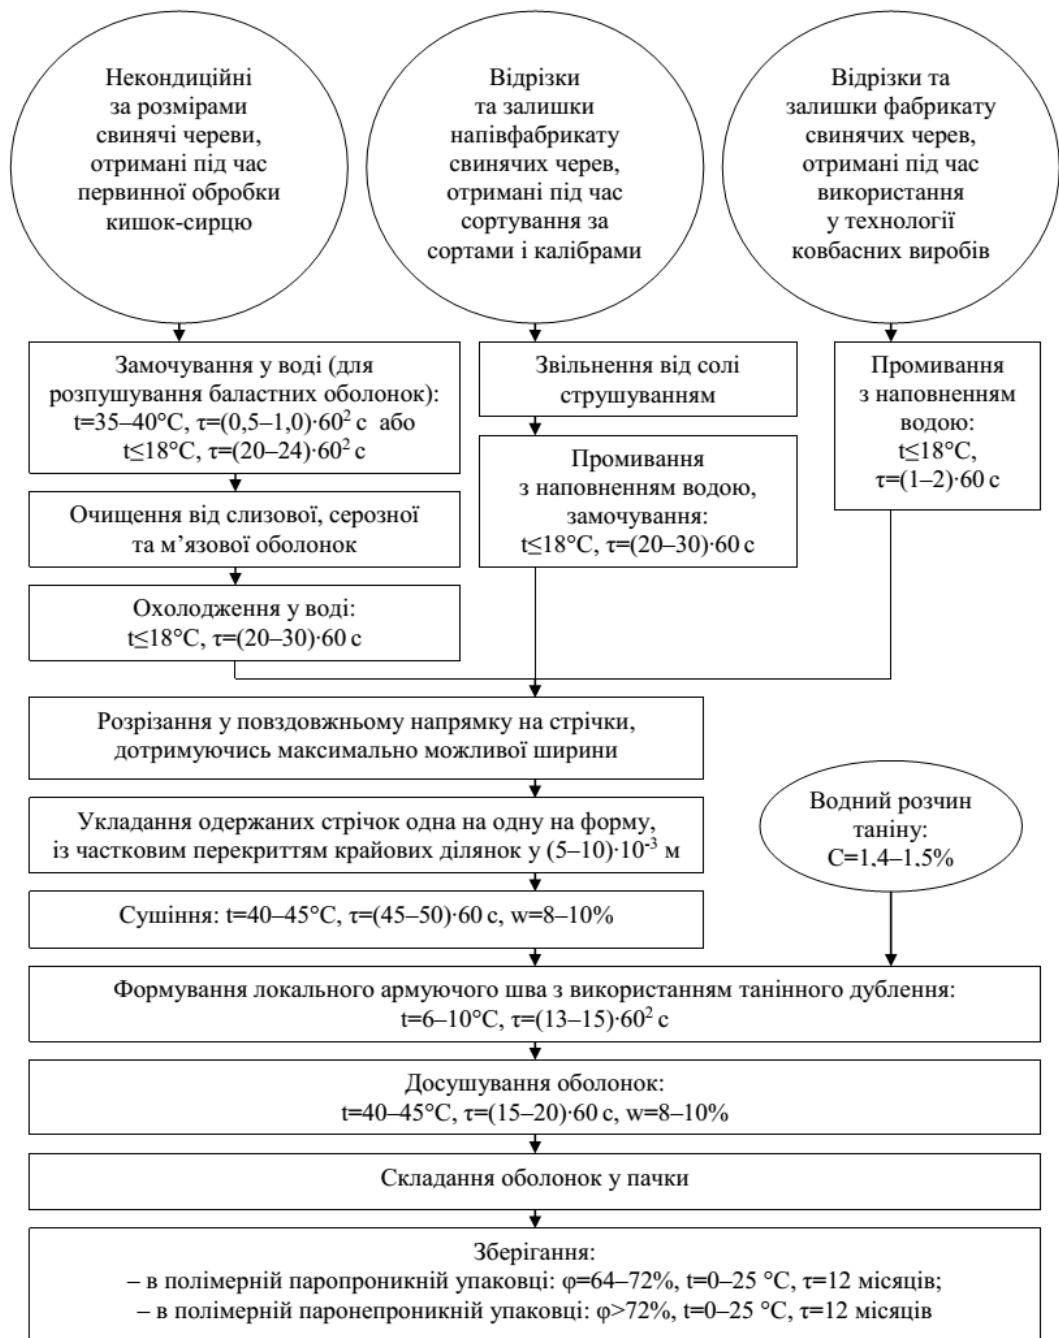 Некондиційні
за розмірами
свинячі череви,
отримані під час
первинної обробки
кишок-сирцю
Відрізки
та залишки
напівфабрикату
свинячих черев,
отримані під час
сортування за
сортами і калібрами
Відрізки та
залишки фабрикату
свинячих черев,
отримані під час
використання
у технології
ковбасних виробів
Замочування у воді (для
розпушування баластних оболонок):
t=35–40°C, τ=(0,5–1,0)·60² с або
t≤18°C, τ=(20–24)·60² с
Очищення від слизової, серозної
та м’язової оболонок
Охолодження у воді:
t≤18°C, τ=(20–30)·60 с
Звільнення від солі
струшуванням
Промивання
з наповненням водою,
замочування:
t≤18°C, τ=(20–30)·60 с
Промивання
з наповненням
водою:
t≤18°C,
τ=(1–2)·60 с
Розрізання у повздовжньому напрямку на стрічки,
дотримуючись максимально можливої ширини
Укладання одержаних стрічок одна на одну на форму,
із частковим перекриттям крайових ділянок у (5–10)·10⁻³ м
Сушіння: t=40–45°C, τ=(45–50)·60 с, w=8–10%
Водний розчин
таніну:
C=1,4–1,5%
Формування локального армуючого шва з використанням танінного дублення:
t=6–10°C, τ=(13–15)·60² с
Досушування оболонок:
t=40–45°C, τ=(15–20)·60 с, w=8–10%
Складання оболонок у пачки
Зберігання:
– в полімерній паропроникній упаковці: φ=64–72%, t=0–25 °C, τ=12 місяців;
– в полімерній паронепроникній упаковці: φ>72%, t=0–25 °C, τ=12 місяців